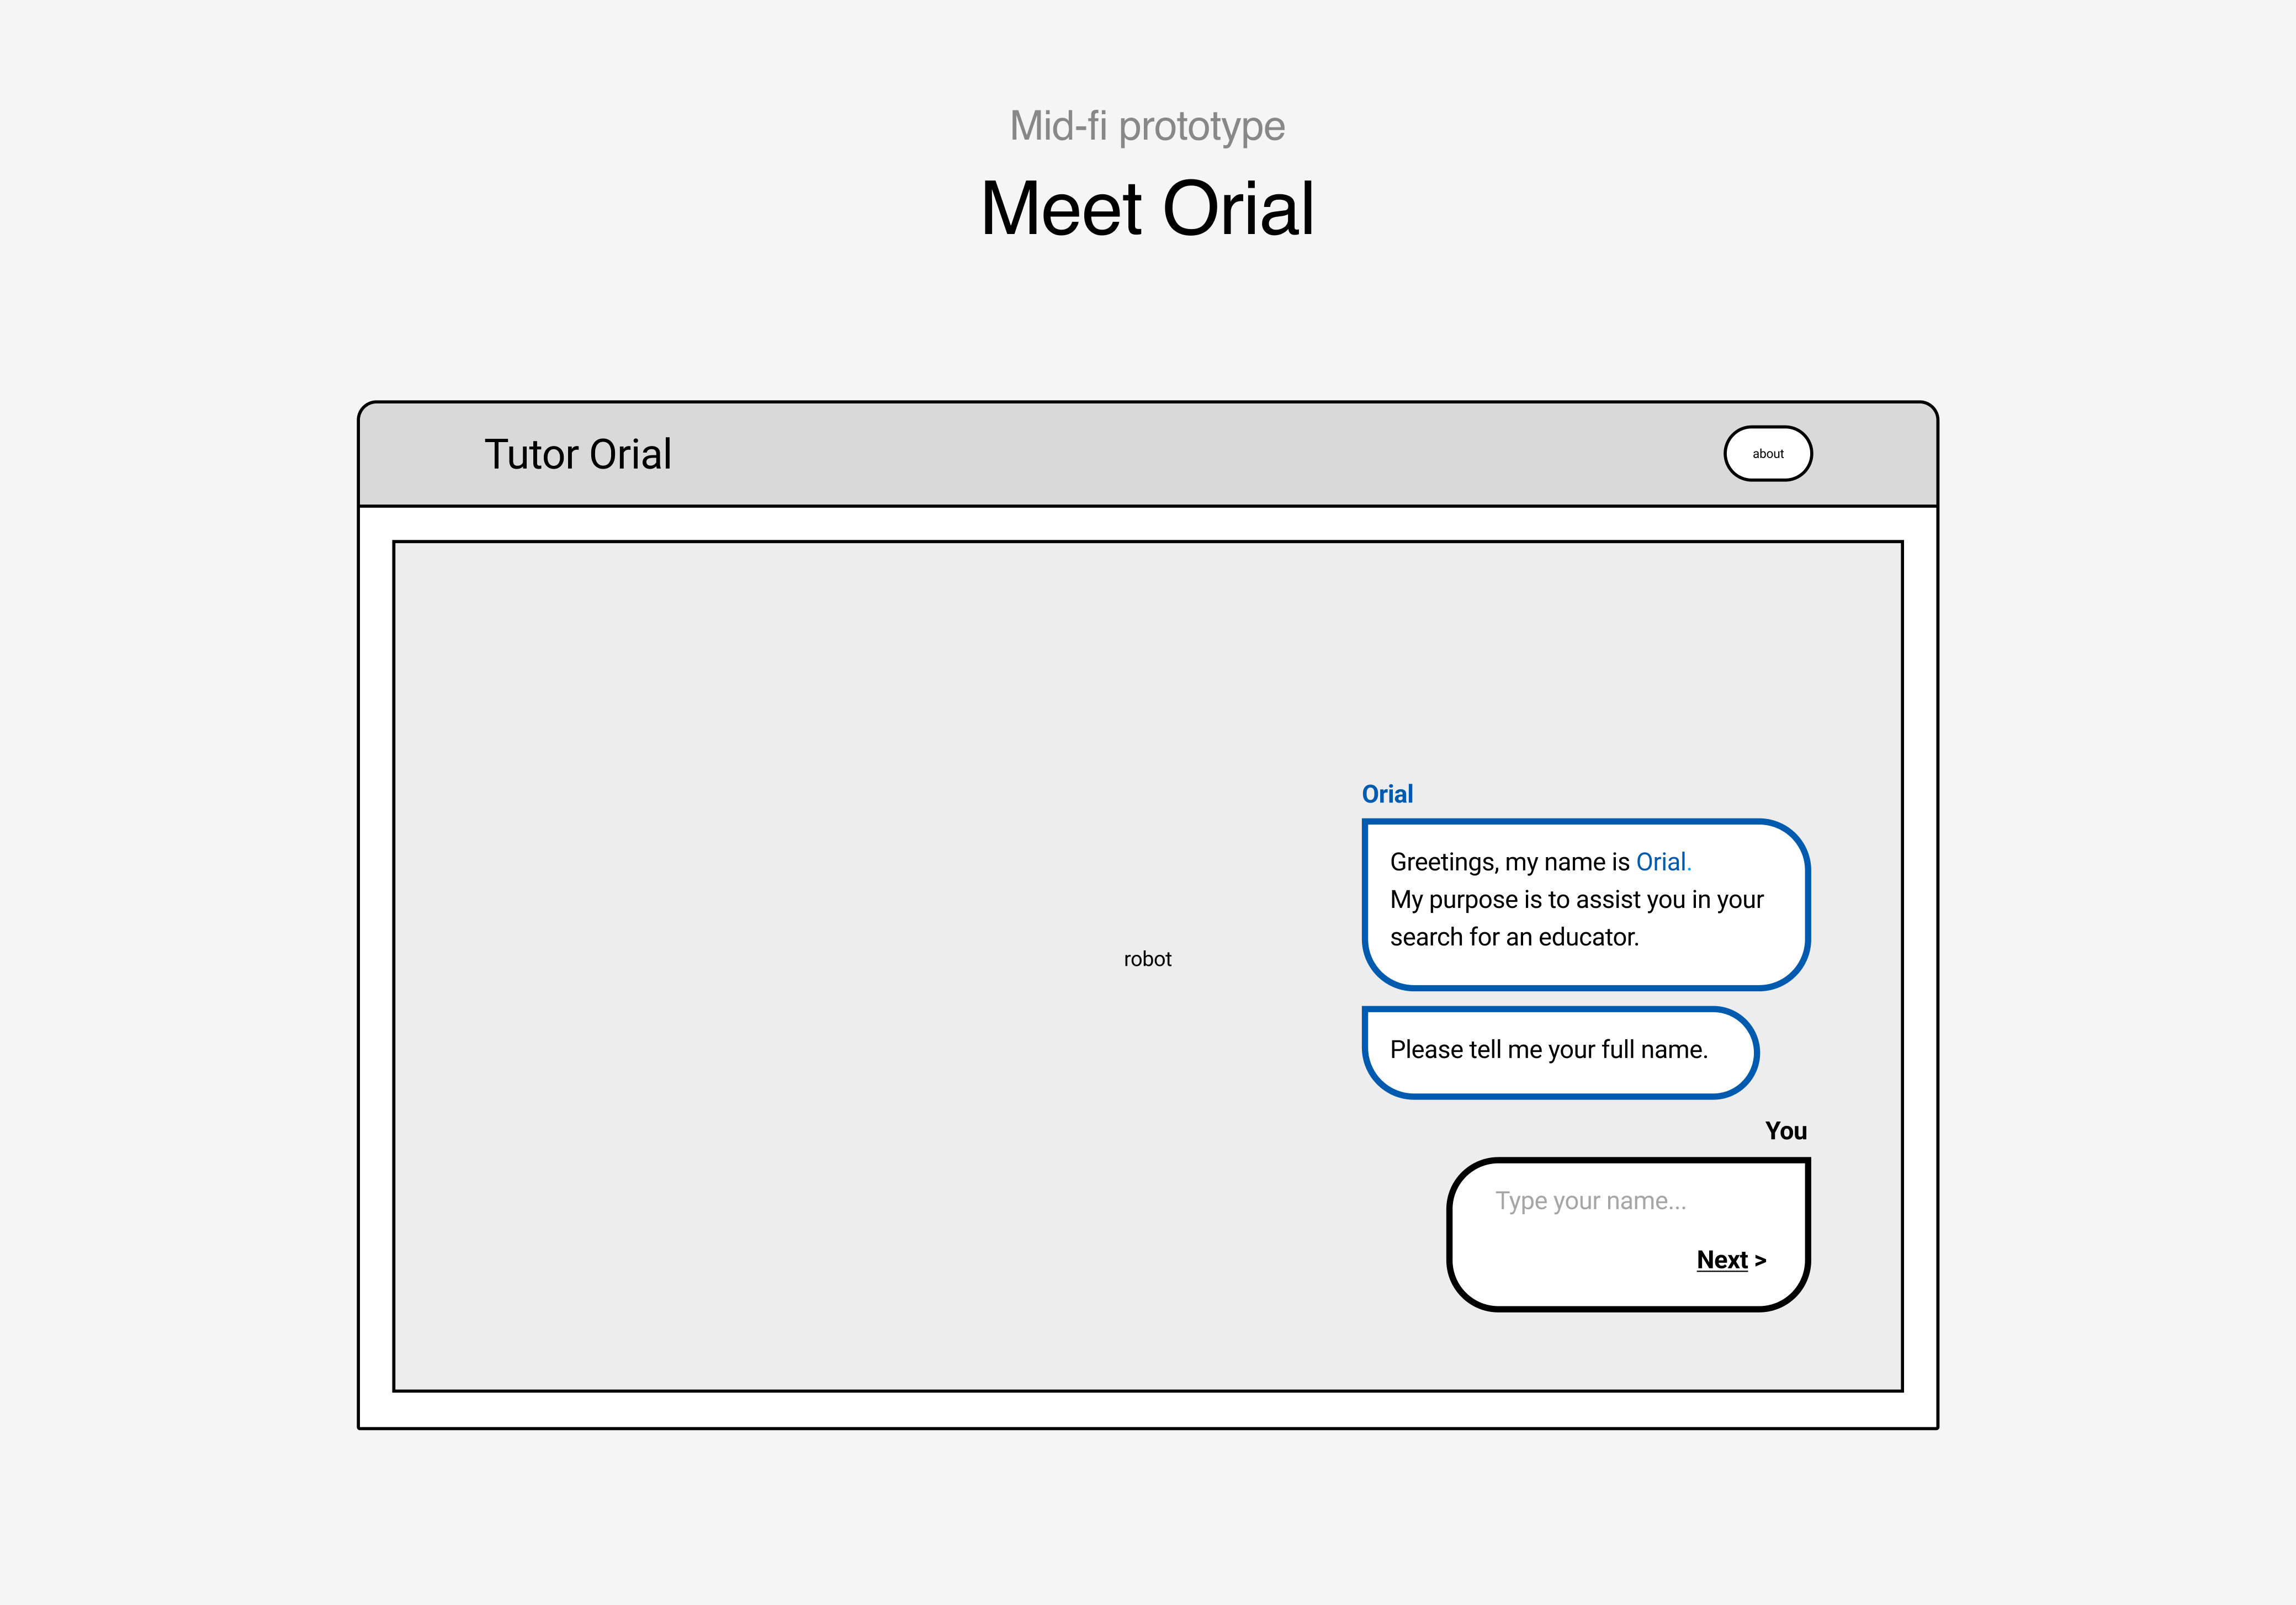 Mid-fi prototype
Meet Orial
Tutor Orial
about
robot
Orial
Greetings, my name is Orial.
My purpose is to assist you in your
search for an educator.
Please tell me your full name.
You
Type your name...
Next >